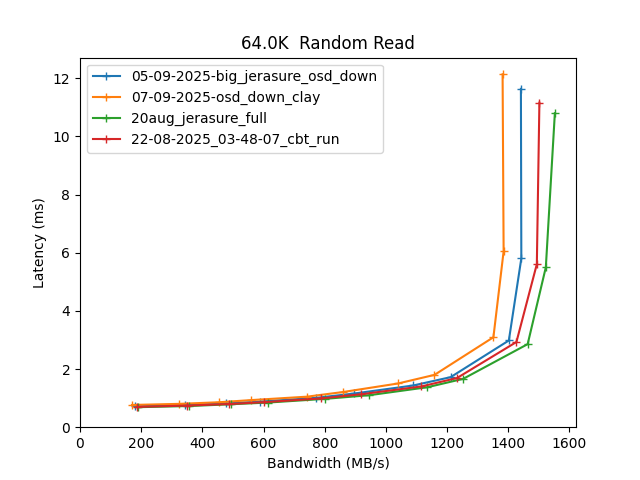 64.0K  Random Read
05-09-2025-big_jerasure_osd_down
07-09-2025-osd_down_clay
20aug_jerasure_full
22-08-2025_03-48-07_cbt_run
Latency (ms)
12
10
8
6
4
2
0
0 200 400 600 800 1000 1200 1400 1600
Bandwidth (MB/s)